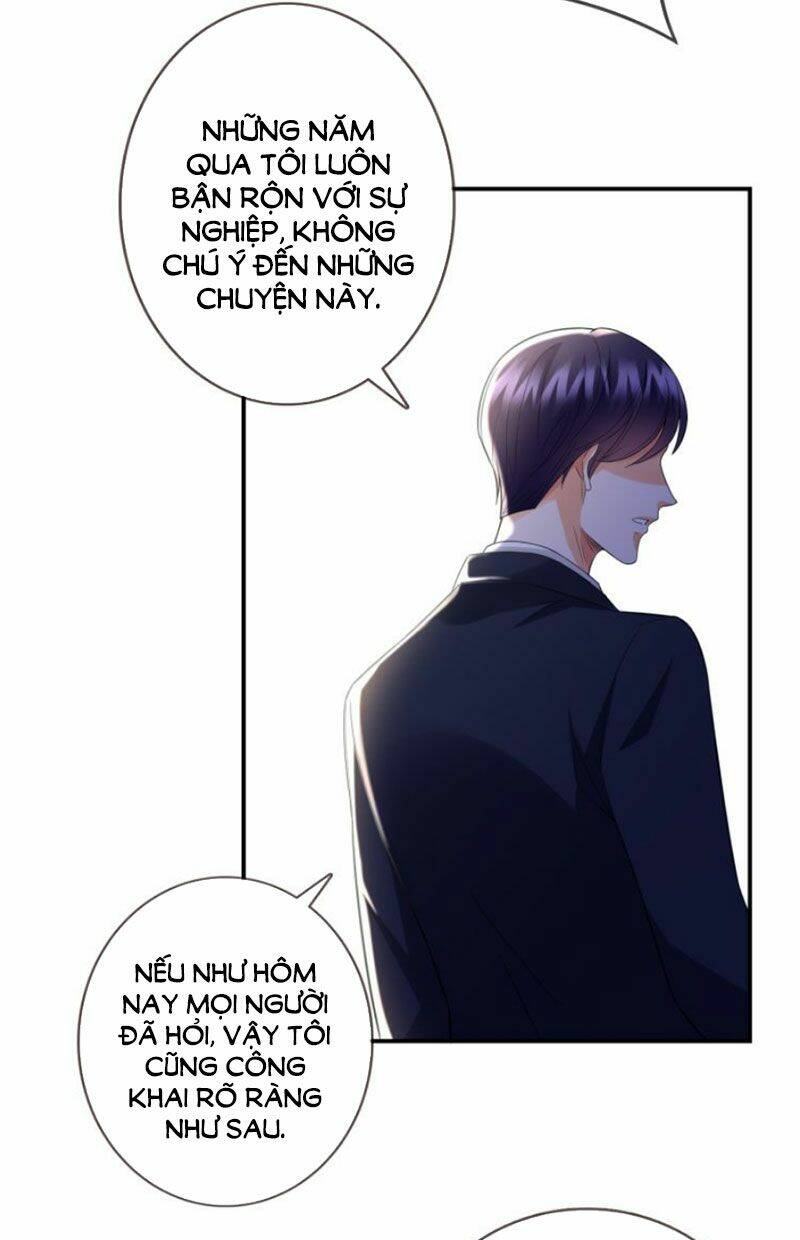 NHỮNG NĂM
QUA TÔI LUÔN
BẬN RỘN VỚI SỰ
NGHIỆP, KHÔNG
CHÚ Ý ĐẾN NHỮNG
CHUYỆN NÀY.
NẾU NHƯ HÔM
NAY MỌI NGƯỜI
ĐÃ HỎI, VẬY TÔI
CŨNG CÔNG
KHAI RÕ RÀNG
NHƯ SAU.